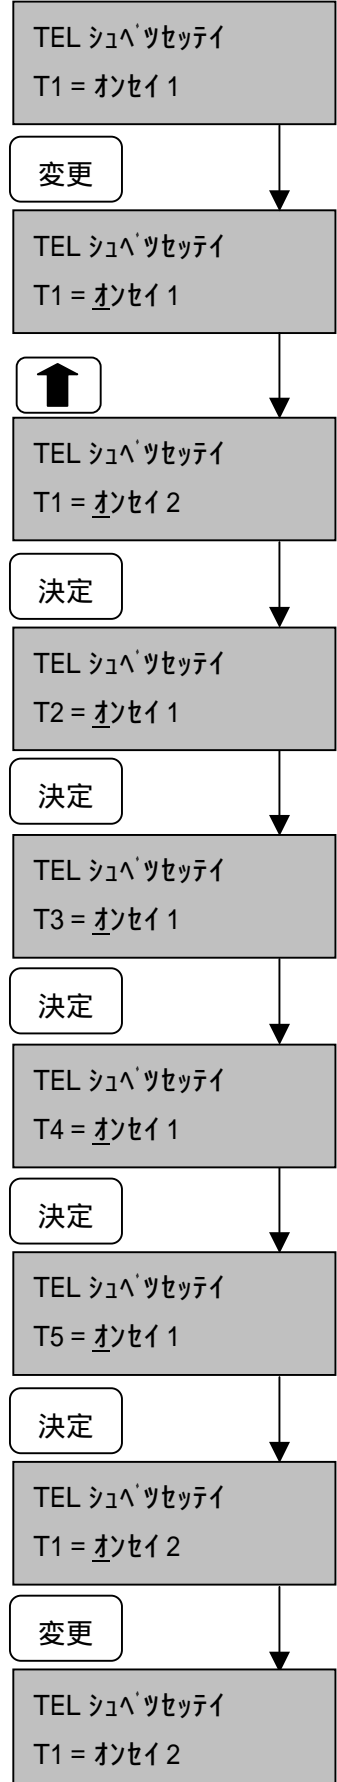 TEL ｼｭﾍﾞﾂｾｯﾃｲ
T1 = ｵﾝｾｲ 1
変更
TEL ｼｭﾍﾞﾂｾｯﾃｲ
T1 = ｵﾝｾｲ 1
⬆
TEL ｼｭﾍﾞﾂｾｯﾃｲ
T1 = ｵﾝｾｲ 2
決定
TEL ｼｭﾍﾞﾂｾｯﾃｲ
T2 = ｵﾝｾｲ 1
決定
TEL ｼｭﾍﾞﾂｾｯﾃｲ
T3 = ｵﾝｾｲ 1
決定
TEL ｼｭﾍﾞﾂｾｯﾃｲ
T4 = ｵﾝｾｲ 1
決定
TEL ｼｭﾍﾞﾂｾｯﾃｲ
T5 = ｵﾝｾｲ 1
決定
TEL ｼｭﾍﾞﾂｾｯﾃｲ
T1 = ｵﾝｾｲ 2
変更
TEL ｼｭﾍﾞﾂｾｯﾃｲ
T1 = ｵﾝｾｲ 2